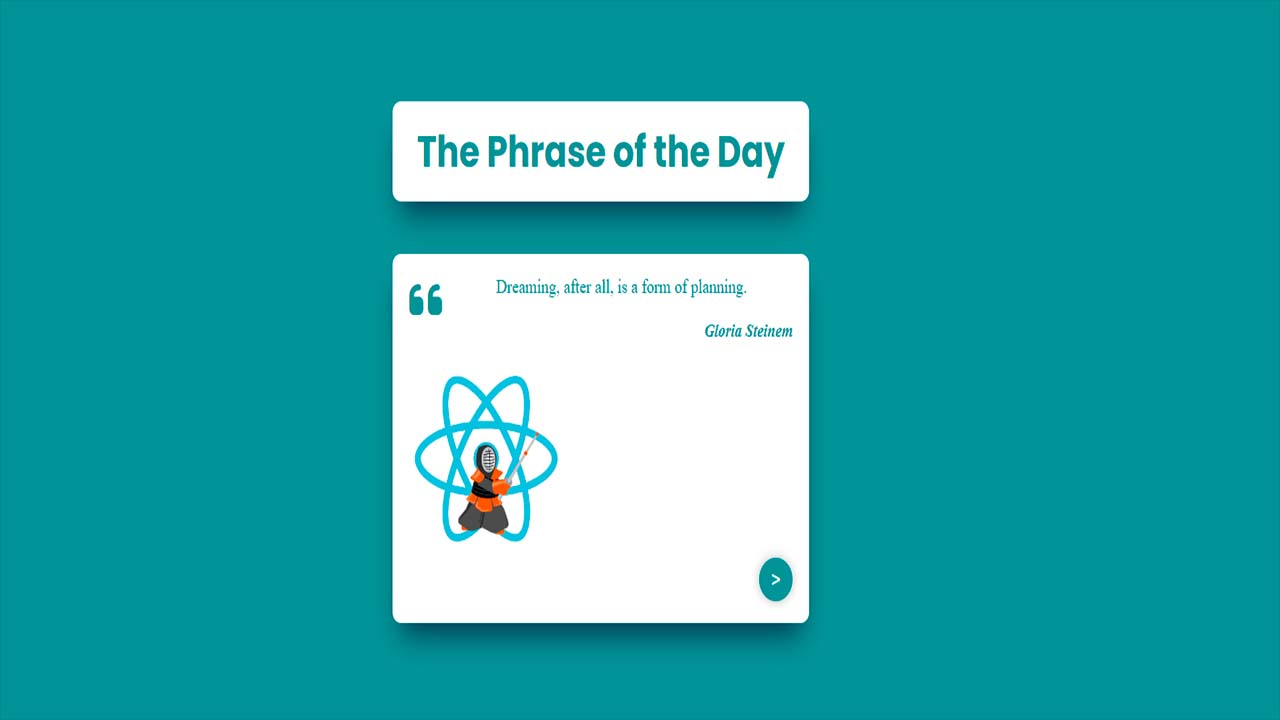 The Phrase of the Day
“
Dreaming, after all, is a form of planning.
Gloria Steinem
>